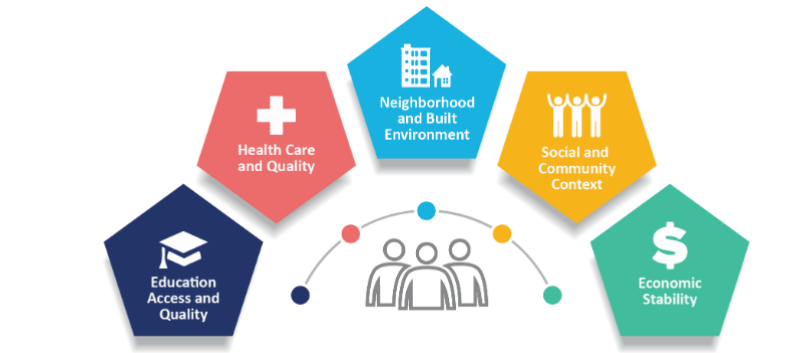 Neighborhood
and Built
Environment
Health Care
and Quality
Social and
Community
Context
Education
Access and
Quality
$
Economic
Stability